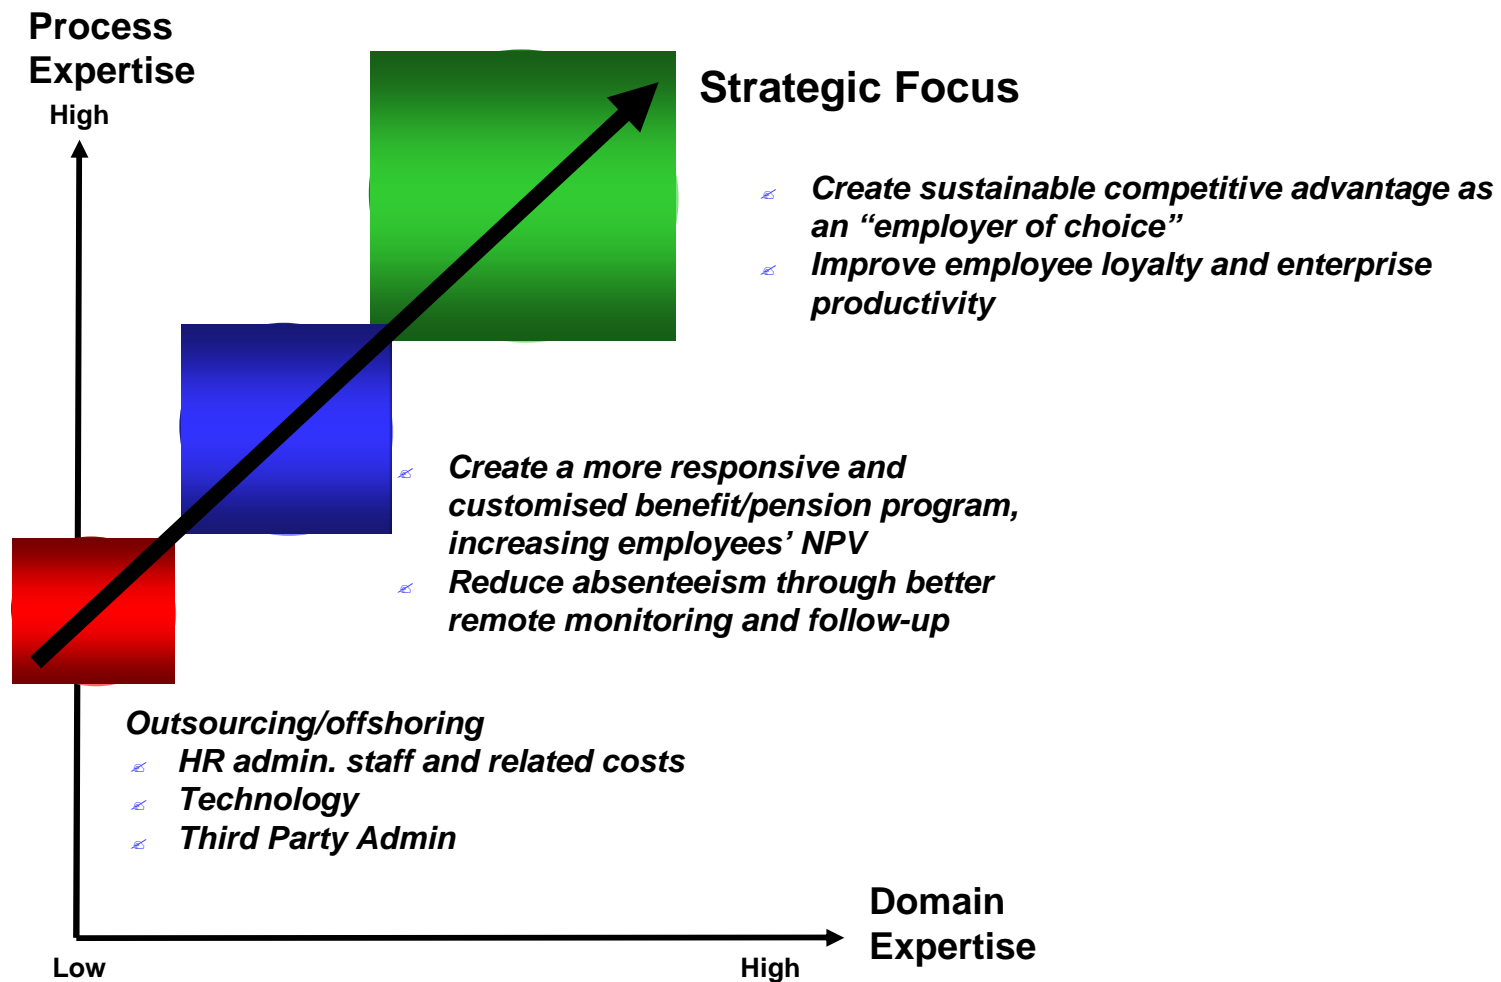 Process
Expertise
High
Strategic Focus
Create sustainable competitive advantage as
an “employer of choice”
Improve employee loyalty and enterprise
productivity
Create a more responsive and
customised benefit/pension program,
increasing employees’ NPV
Reduce absenteeism through better
remote monitoring and follow-up
Outsourcing/offshoring
HR admin. staff and related costs
Technology
Third Party Admin
Domain
Expertise
Low
High